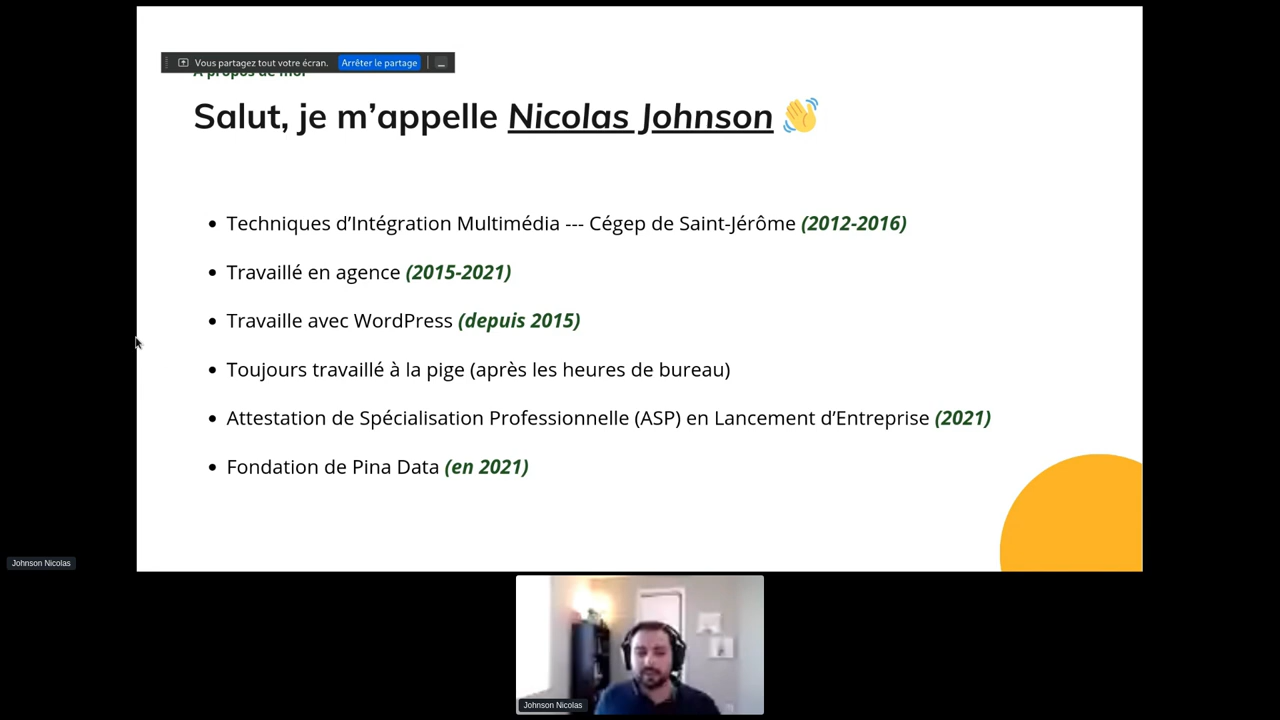 Vous partagez tout votre écran. Arrêter le partage
À propos de moi
Salut, je m’appelle Nicolas Johnson 👋
• Techniques d’Intégration Multimédia --- Cégep de Saint-Jérôme (2012-2016)
• Travaillé en agence (2015-2021)
• Travaille avec WordPress (depuis 2015)
• Toujours travaillé à la pige (après les heures de bureau)
• Attestation de Spécialisation Professionnelle (ASP) en Lancement d’Entreprise (2021)
• Fondation de Pina Data (en 2021)
Johnson Nicolas
Johnson Nicolas